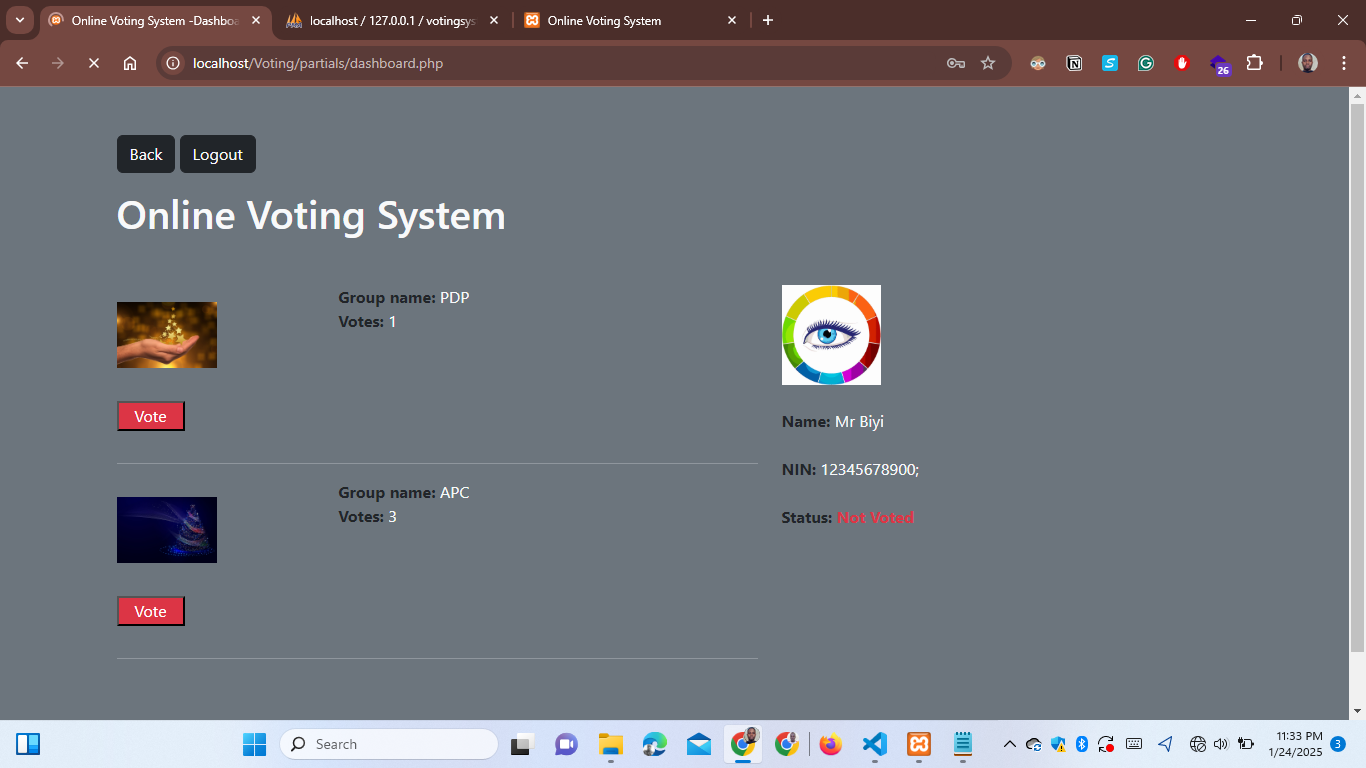 Online Voting System -Dashboa
localhost / 127.0.0.1 / votingsys
Online Voting System
localhost/Voting/partials/dashboard.php
26
Back
Logout
Online Voting System
Group name: PDP
Votes: 1
Vote
Group name: APC
Votes: 3
Vote
Name: Mr Biyi
NIN: 12345678900;
Status: Not Voted
Search
11:33 PM
1/24/2025
3